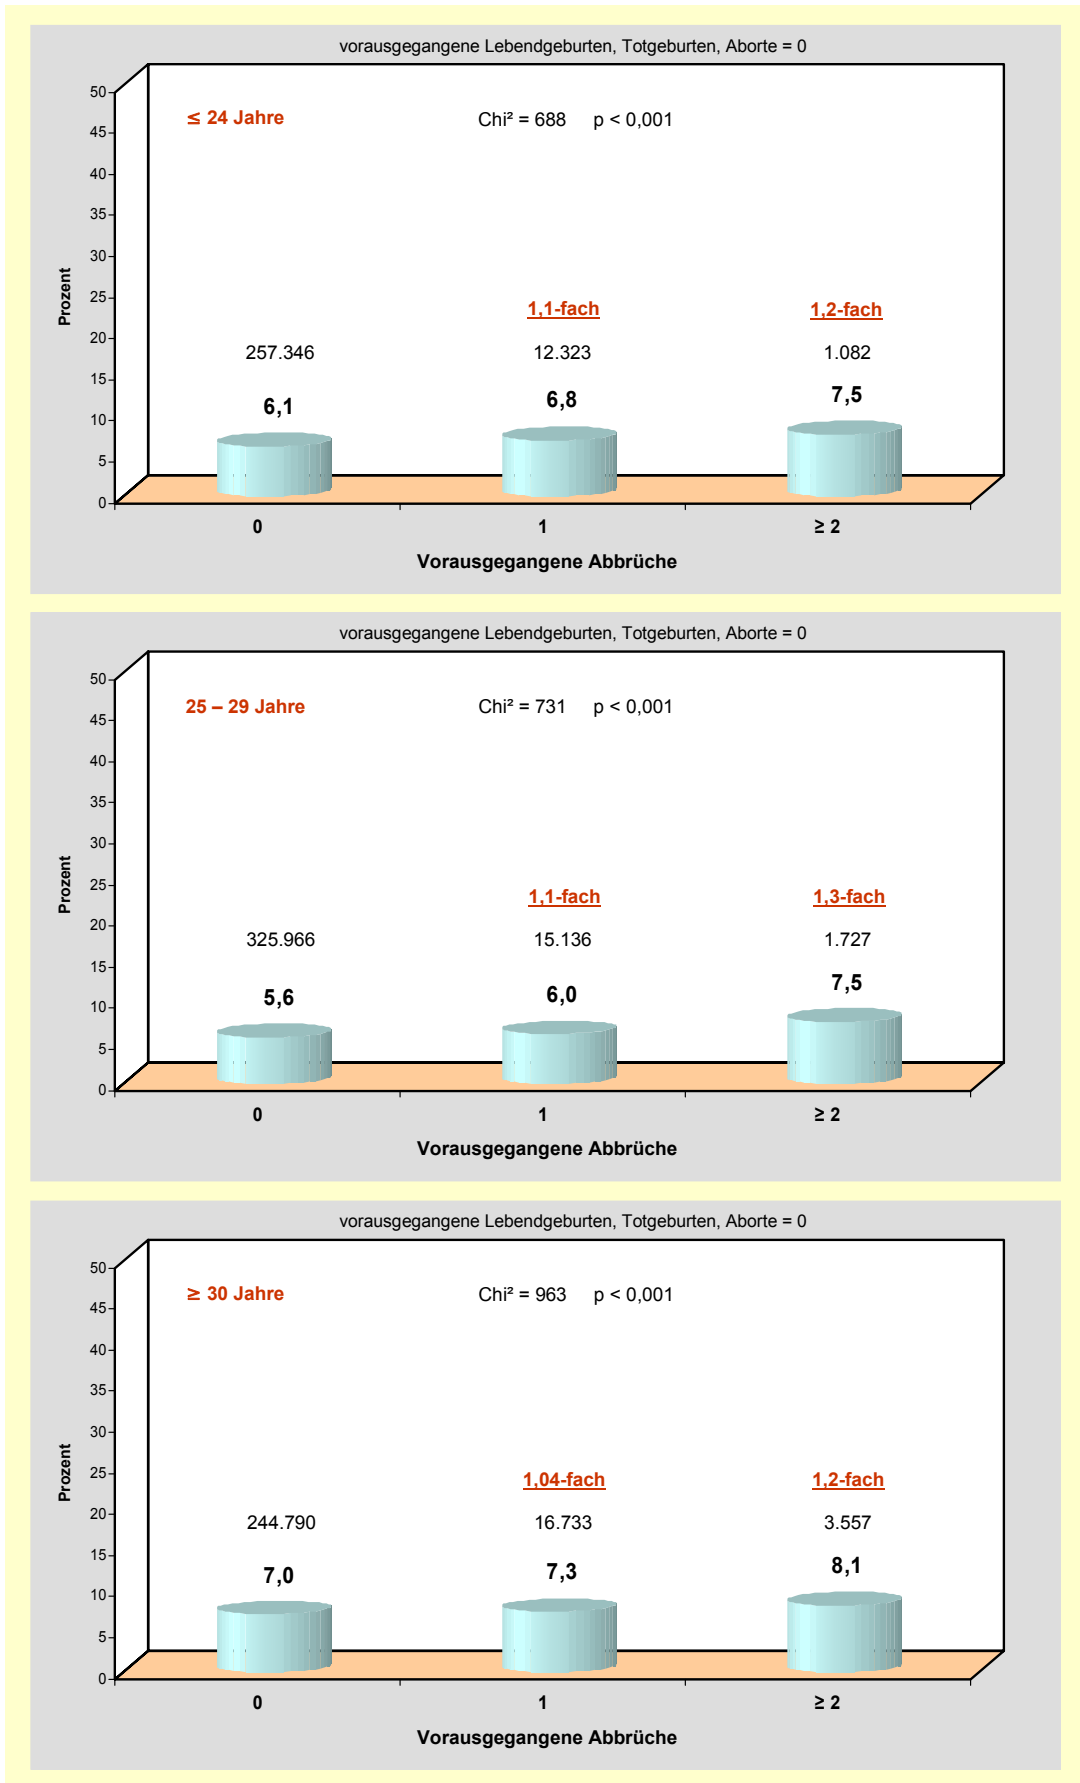 vorausgegangene Lebendgeburten, Totgeburten, Aborte = 0
≤ 24 Jahre Chi² = 688 p < 0,001
50
45
40
35
30
25
20
15
10
5
0
Prozent
1,1-fach 1,2-fach
257.346 12.323 1.082
6,1 6,8 7,5
0 1 ≥ 2
Vorausgegangene Abbrüche
vorausgegangene Lebendgeburten, Totgeburten, Aborte = 0
25 – 29 Jahre Chi² = 731 p < 0,001
50
45
40
35
30
25
20
15
10
5
0
Prozent
1,1-fach 1,3-fach
325.966 15.136 1.727
5,6 6,0 7,5
0 1 ≥ 2
Vorausgegangene Abbrüche
vorausgegangene Lebendgeburten, Totgeburten, Aborte = 0
≥ 30 Jahre Chi² = 963 p < 0,001
50
45
40
35
30
25
20
15
10
5
0
Prozent
1,04-fach 1,2-fach
244.790 16.733 3.557
7,0 7,3 8,1
0 1 ≥ 2
Vorausgegangene Abbrüche